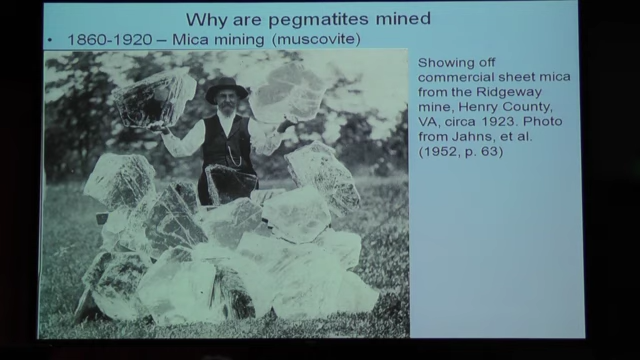 Why are pegmatites mined
• 1860-1920 – Mica mining (muscovite)
Showing off
commercial sheet mica
from the Ridgeway
mine, Henry County,
VA, circa 1923. Photo
from Jahns, et al.
(1952, p. 63)